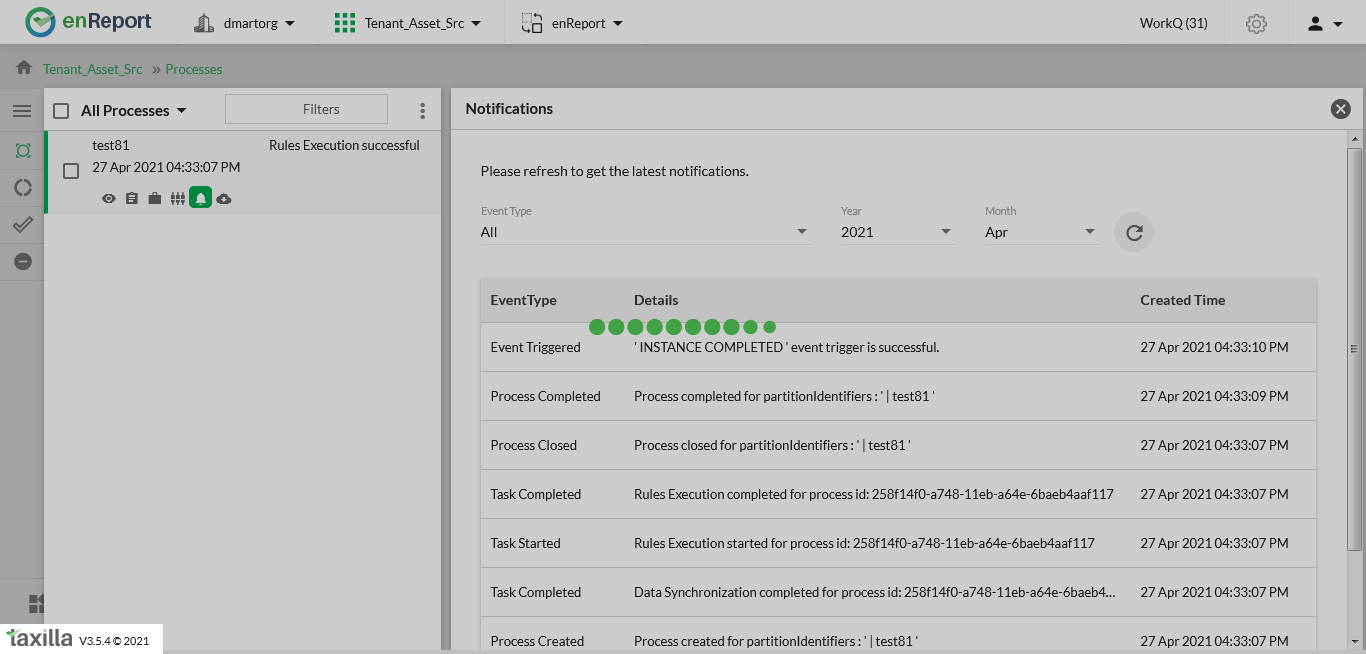 enReport dmartorg Tenant_Asset_Src enReport WorkQ (31)
Tenant_Asset_Src » Processes
All Processes Filters
test81 Rules Execution successful
27 Apr 2021 04:33:07 PM
Notifications
Please refresh to get the latest notifications.
Event Type Year Month
All 2021 Apr
EventType Details Created Time
Event Triggered ' INSTANCE COMPLETED ' event trigger is successful. 27 Apr 2021 04:33:10 PM
Process Completed Process completed for partitionIdentifiers : ' | test81 ' 27 Apr 2021 04:33:09 PM
Process Closed Process closed for partitionIdentifiers : ' | test81 ' 27 Apr 2021 04:33:07 PM
Task Completed Rules Execution completed for process id: 258f14f0-a748-11eb-a64e-6baeb4aaf117 27 Apr 2021 04:33:07 PM
Task Started Rules Execution started for process id: 258f14f0-a748-11eb-a64e-6baeb4aaf117 27 Apr 2021 04:33:07 PM
Task Completed Data Synchronization completed for process id: 258f14f0-a748-11eb-a64e-6baeb4... 27 Apr 2021 04:33:07 PM
Process Created Process created for partitionIdentifiers : ' | test81 ' 27 Apr 2021 04:33:07 PM
taxilla V3.5.4 © 2021